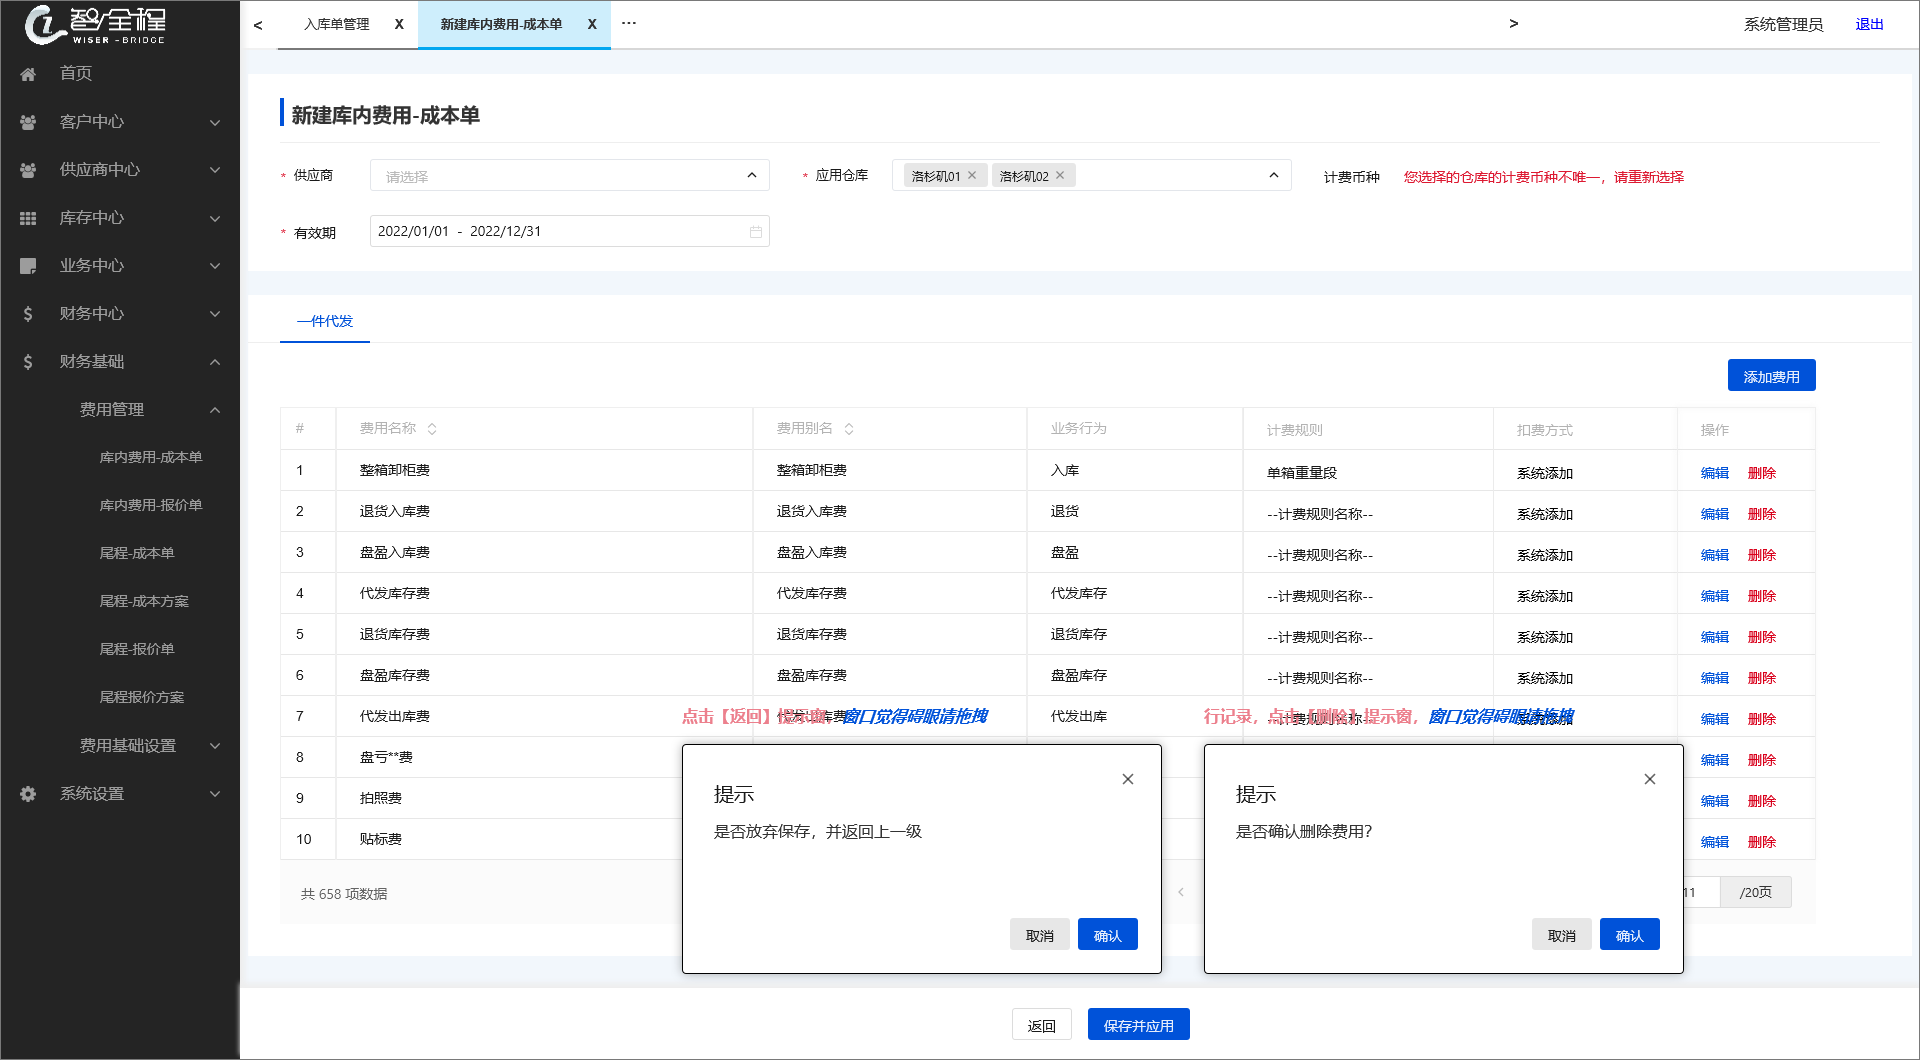 智全程
WISER -BRIDGE
< 入库单管理 X 新建库内费用-成本单 X ··· > 系统管理员 退出
首页
客户中心
供应商中心
库存中心
业务中心
财务中心
财务基础
费用管理
库内费用-成本单
库内费用-报价单
尾程-成本单
尾程-成本方案
尾程-报价单
尾程报价方案
费用基础设置
系统设置
新建库内费用-成本单
* 供应商 请选择 * 应用仓库 洛杉矶01 × 洛杉矶02 × 计费币种 您选择的仓库的计费币种不唯一，请重新选择
* 有效期 2022/01/01 - 2022/12/31
一件代发
添加费用
# 费用名称 费用别名 业务行为 计费规则 扣费方式 操作
1 整箱卸柜费 整箱卸柜费 入库 单箱重量段 系统添加 编辑 删除
2 退货入库费 退货入库费 退货 --计费规则名称-- 系统添加 编辑 删除
3 盘盈入库费 盘盈入库费 盘盈 --计费规则名称-- 系统添加 编辑 删除
4 代发库存费 代发库存费 代发库存 --计费规则名称-- 系统添加 编辑 删除
5 退货库存费 退货库存费 退货库存 --计费规则名称-- 系统添加 编辑 删除
6 盘盈库存费 盘盈库存费 盘盈库存 --计费规则名称-- 系统添加 编辑 删除
7 代发出库费 代发出库费 代发出库 --计费规则名称-- 系统添加 编辑 删除
点击【返回】提示窗，窗口觉得碍眼请拖拽
行记录，点击【删除】提示窗，窗口觉得碍眼请拖拽
8 盘亏**费 编辑 删除
9 拍照费 编辑 删除
10 贴标费 编辑 删除
共 658 项数据 < 11 /20页
提示
是否放弃保存，并返回上一级
取消 确认
提示
是否确认删除费用？
取消 确认
返回 保存并应用